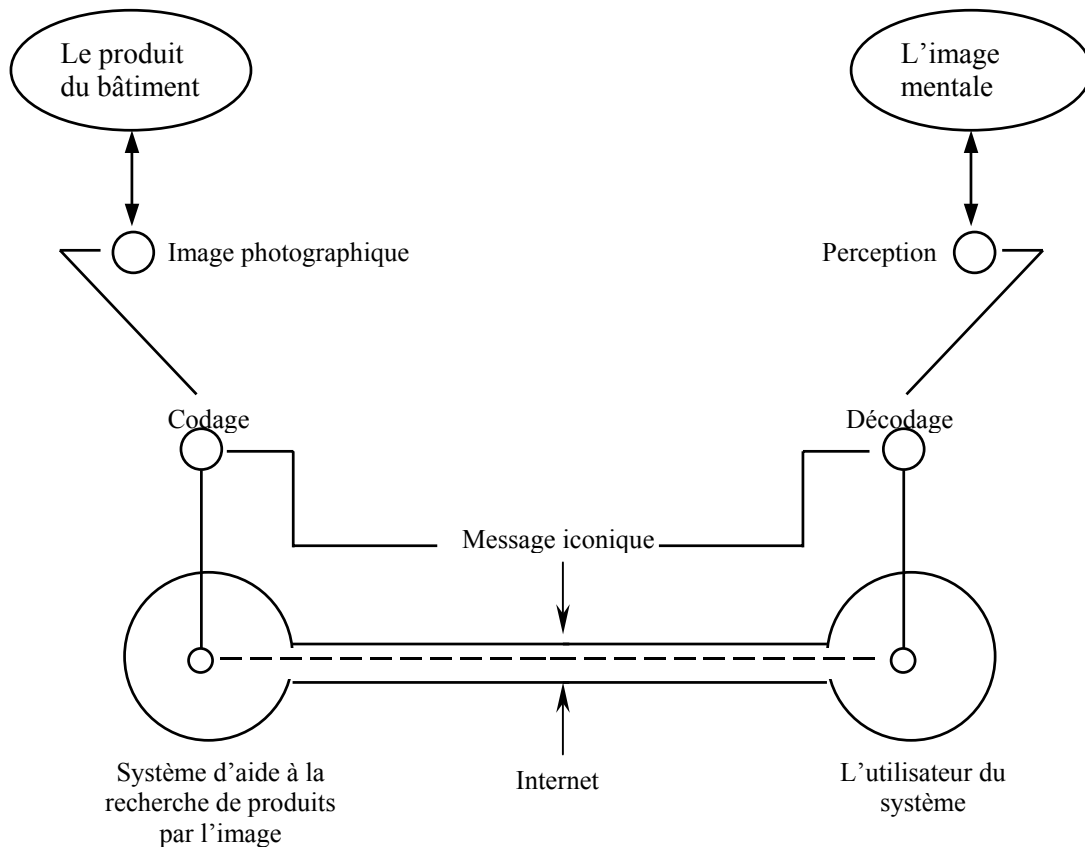 Le produit
du bâtiment
L’image
mentale
Image photographique
Perception
Codage
Décodage
Message iconique
Système d’aide à la
recherche de produits
par l’image
Internet
L’utilisateur du
système